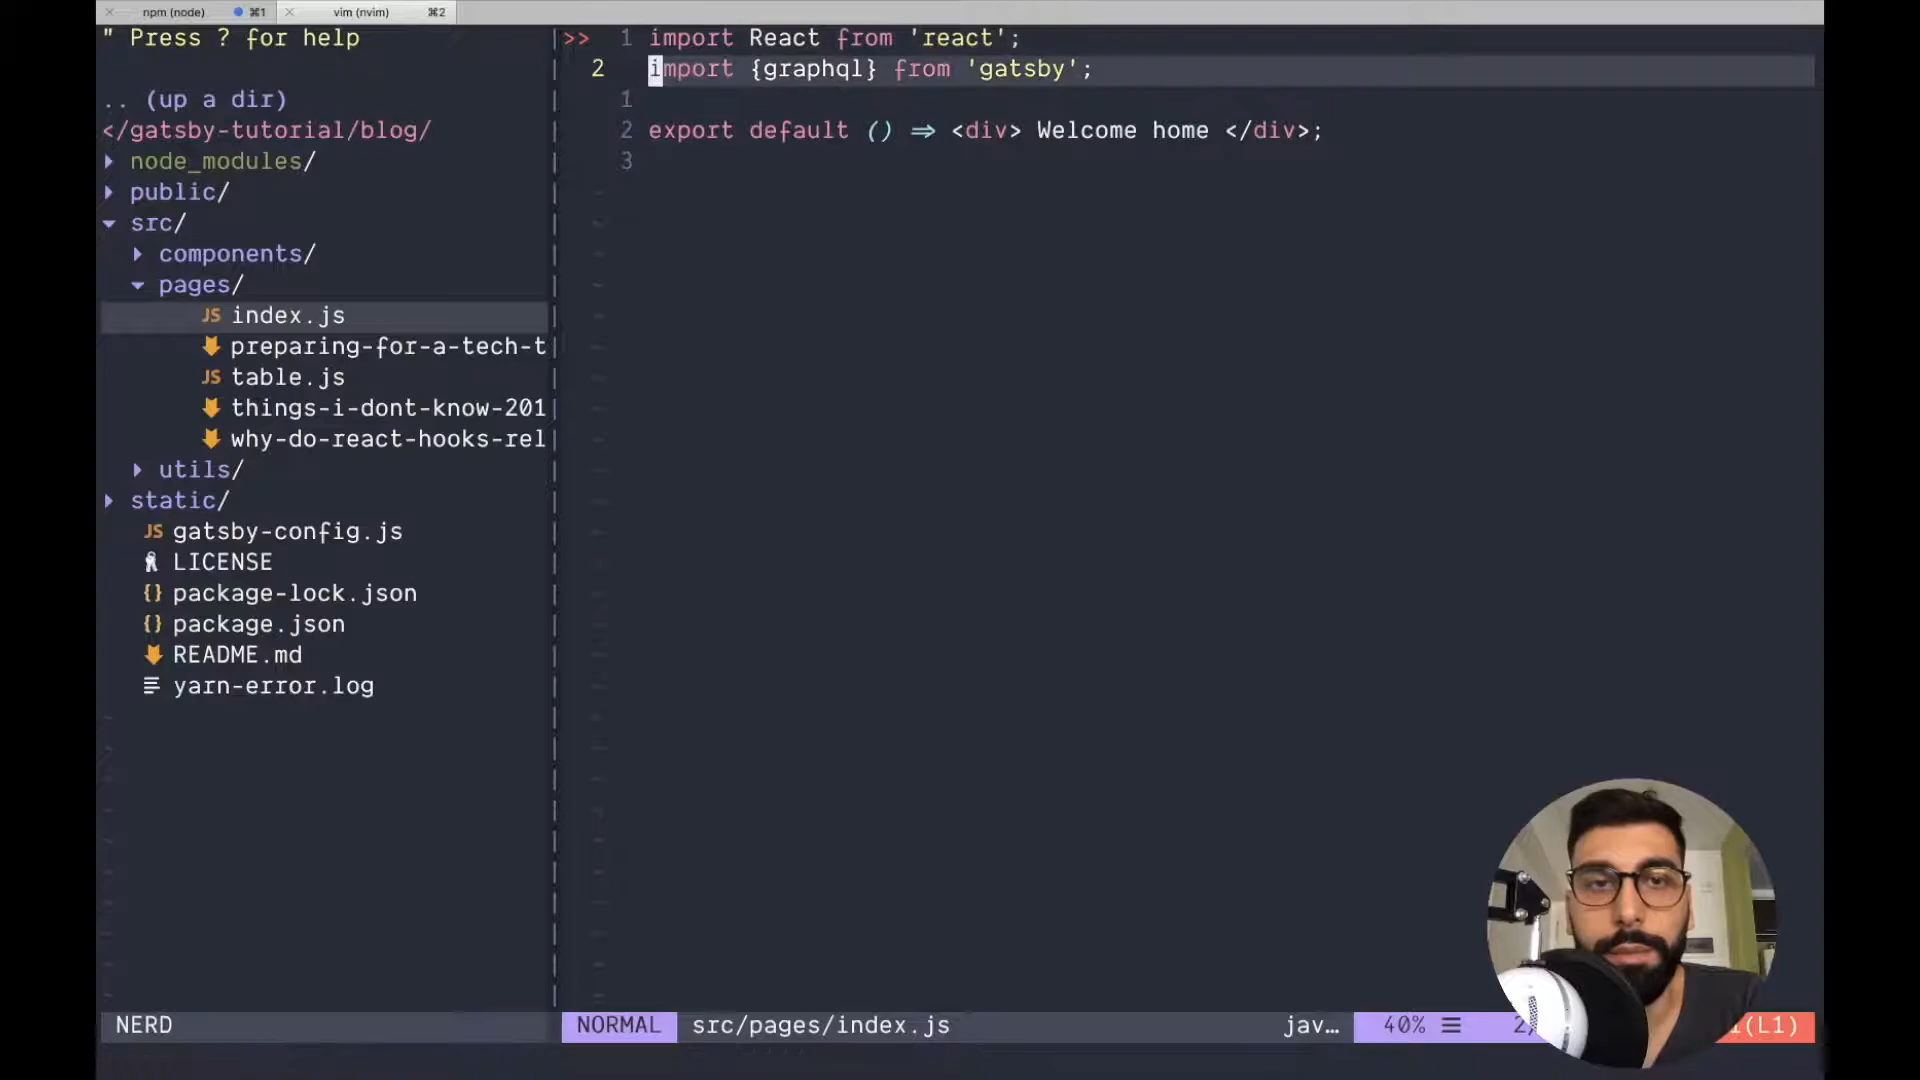 npm (node) ⌘1 vim (nvim) ⌘2
" Press ? for help
.. (up a dir)
</gatsby-tutorial/blog/
node_modules/
public/
src/
components/
pages/
JS index.js
preparing-for-a-tech-t
JS table.js
things-i-dont-know-201
why-do-react-hooks-rel
utils/
static/
JS gatsby-config.js
LICENSE
{} package-lock.json
{} package.json
README.md
yarn-error.log
>> 1 import React from 'react';
2 import {graphql} from 'gatsby';
1
2 export default () => <div> Welcome home </div>;
3
NERD
NORMAL src/pages/index.js jav… 40% ☰ 2/
(L1)